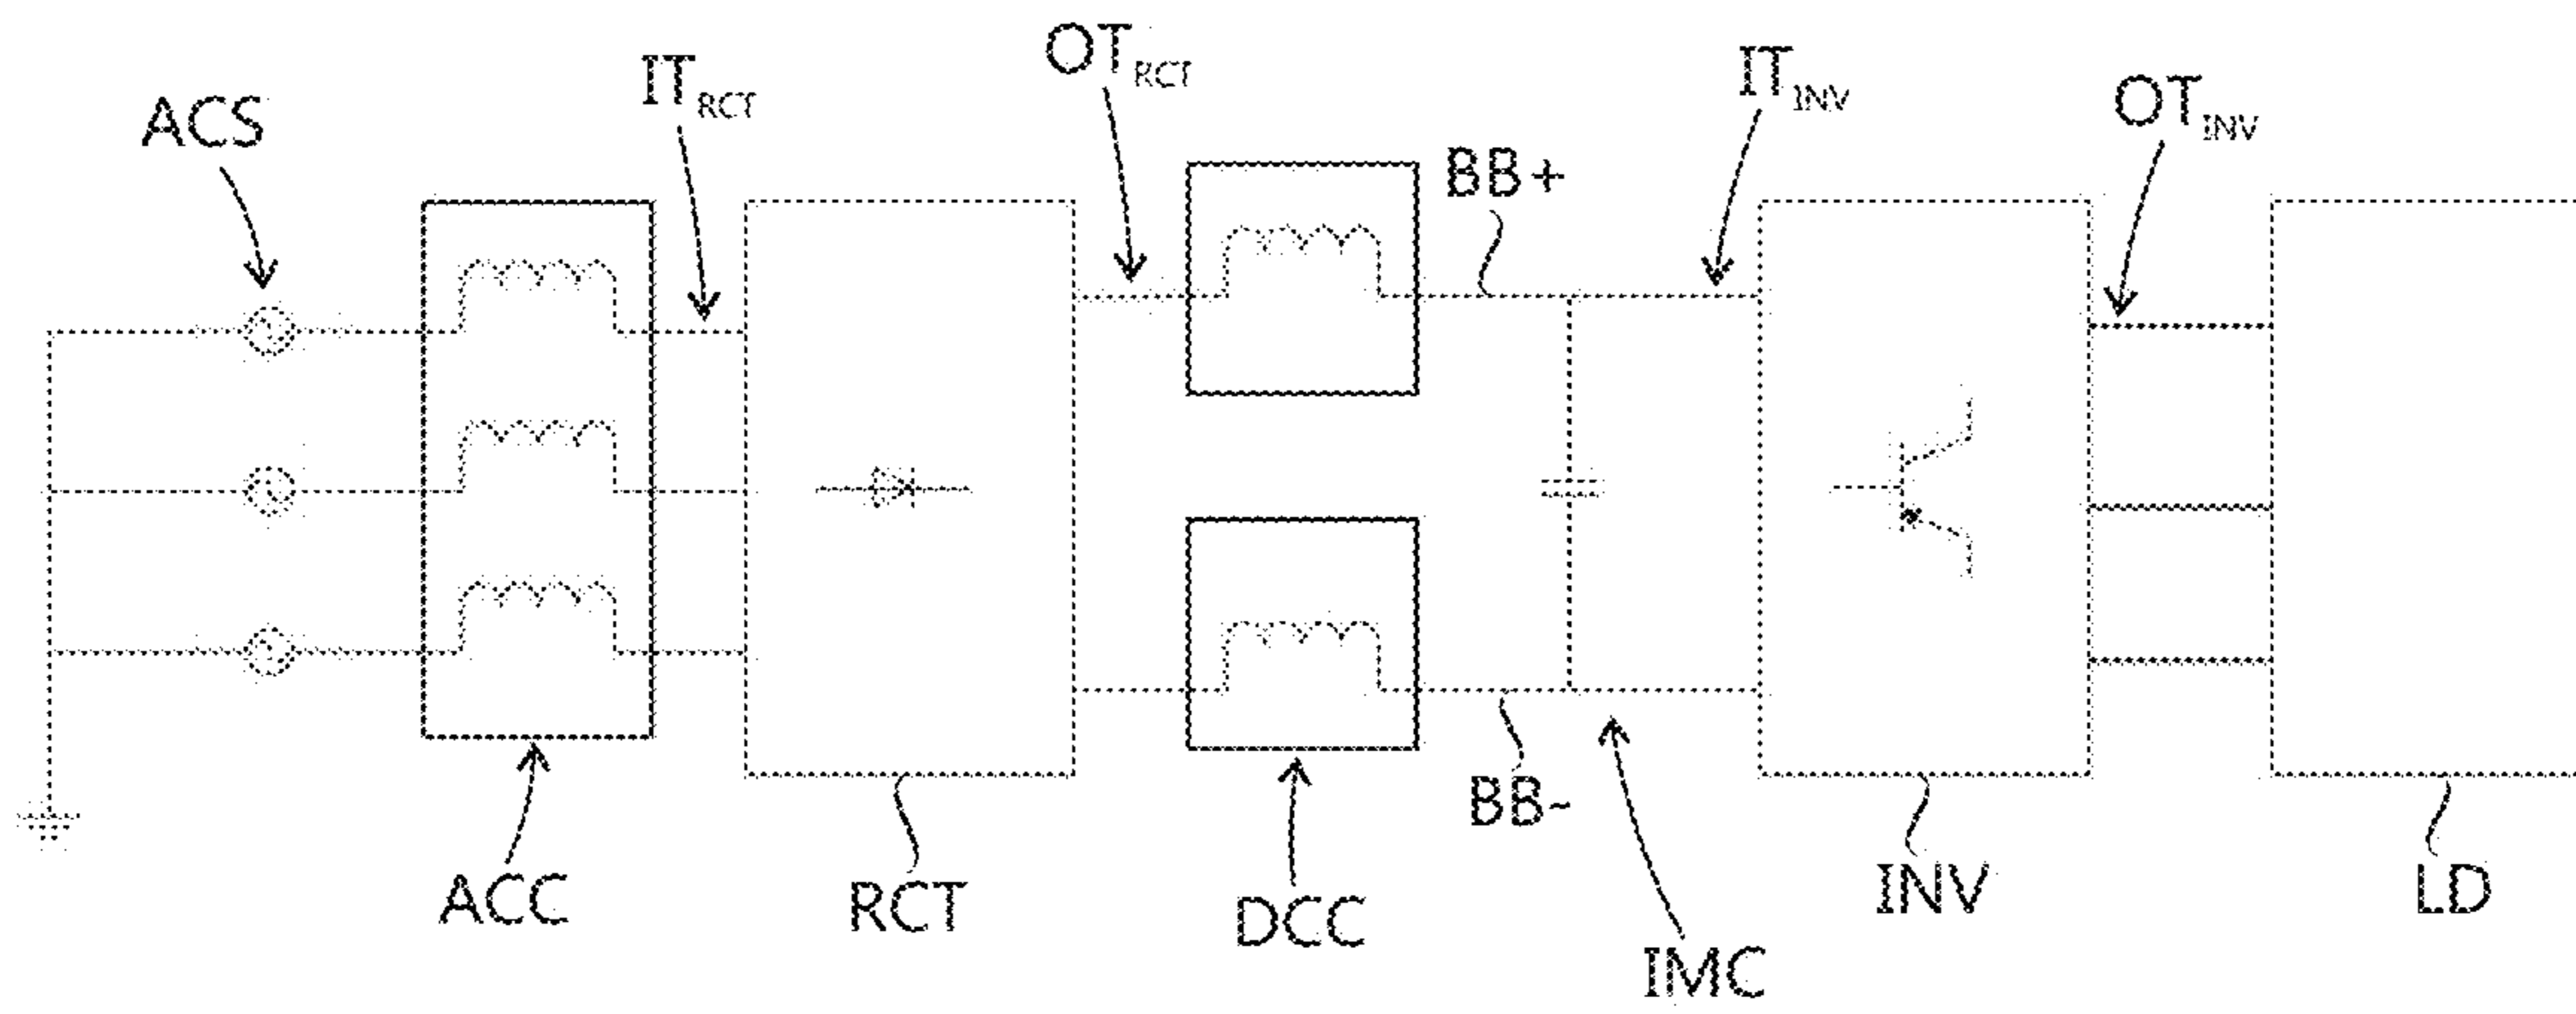 ACS
IT RCT
OT RCT
BB+
IT INV
OT INV
ACC
RCT
DCC
BB-
IMC
INV
LD